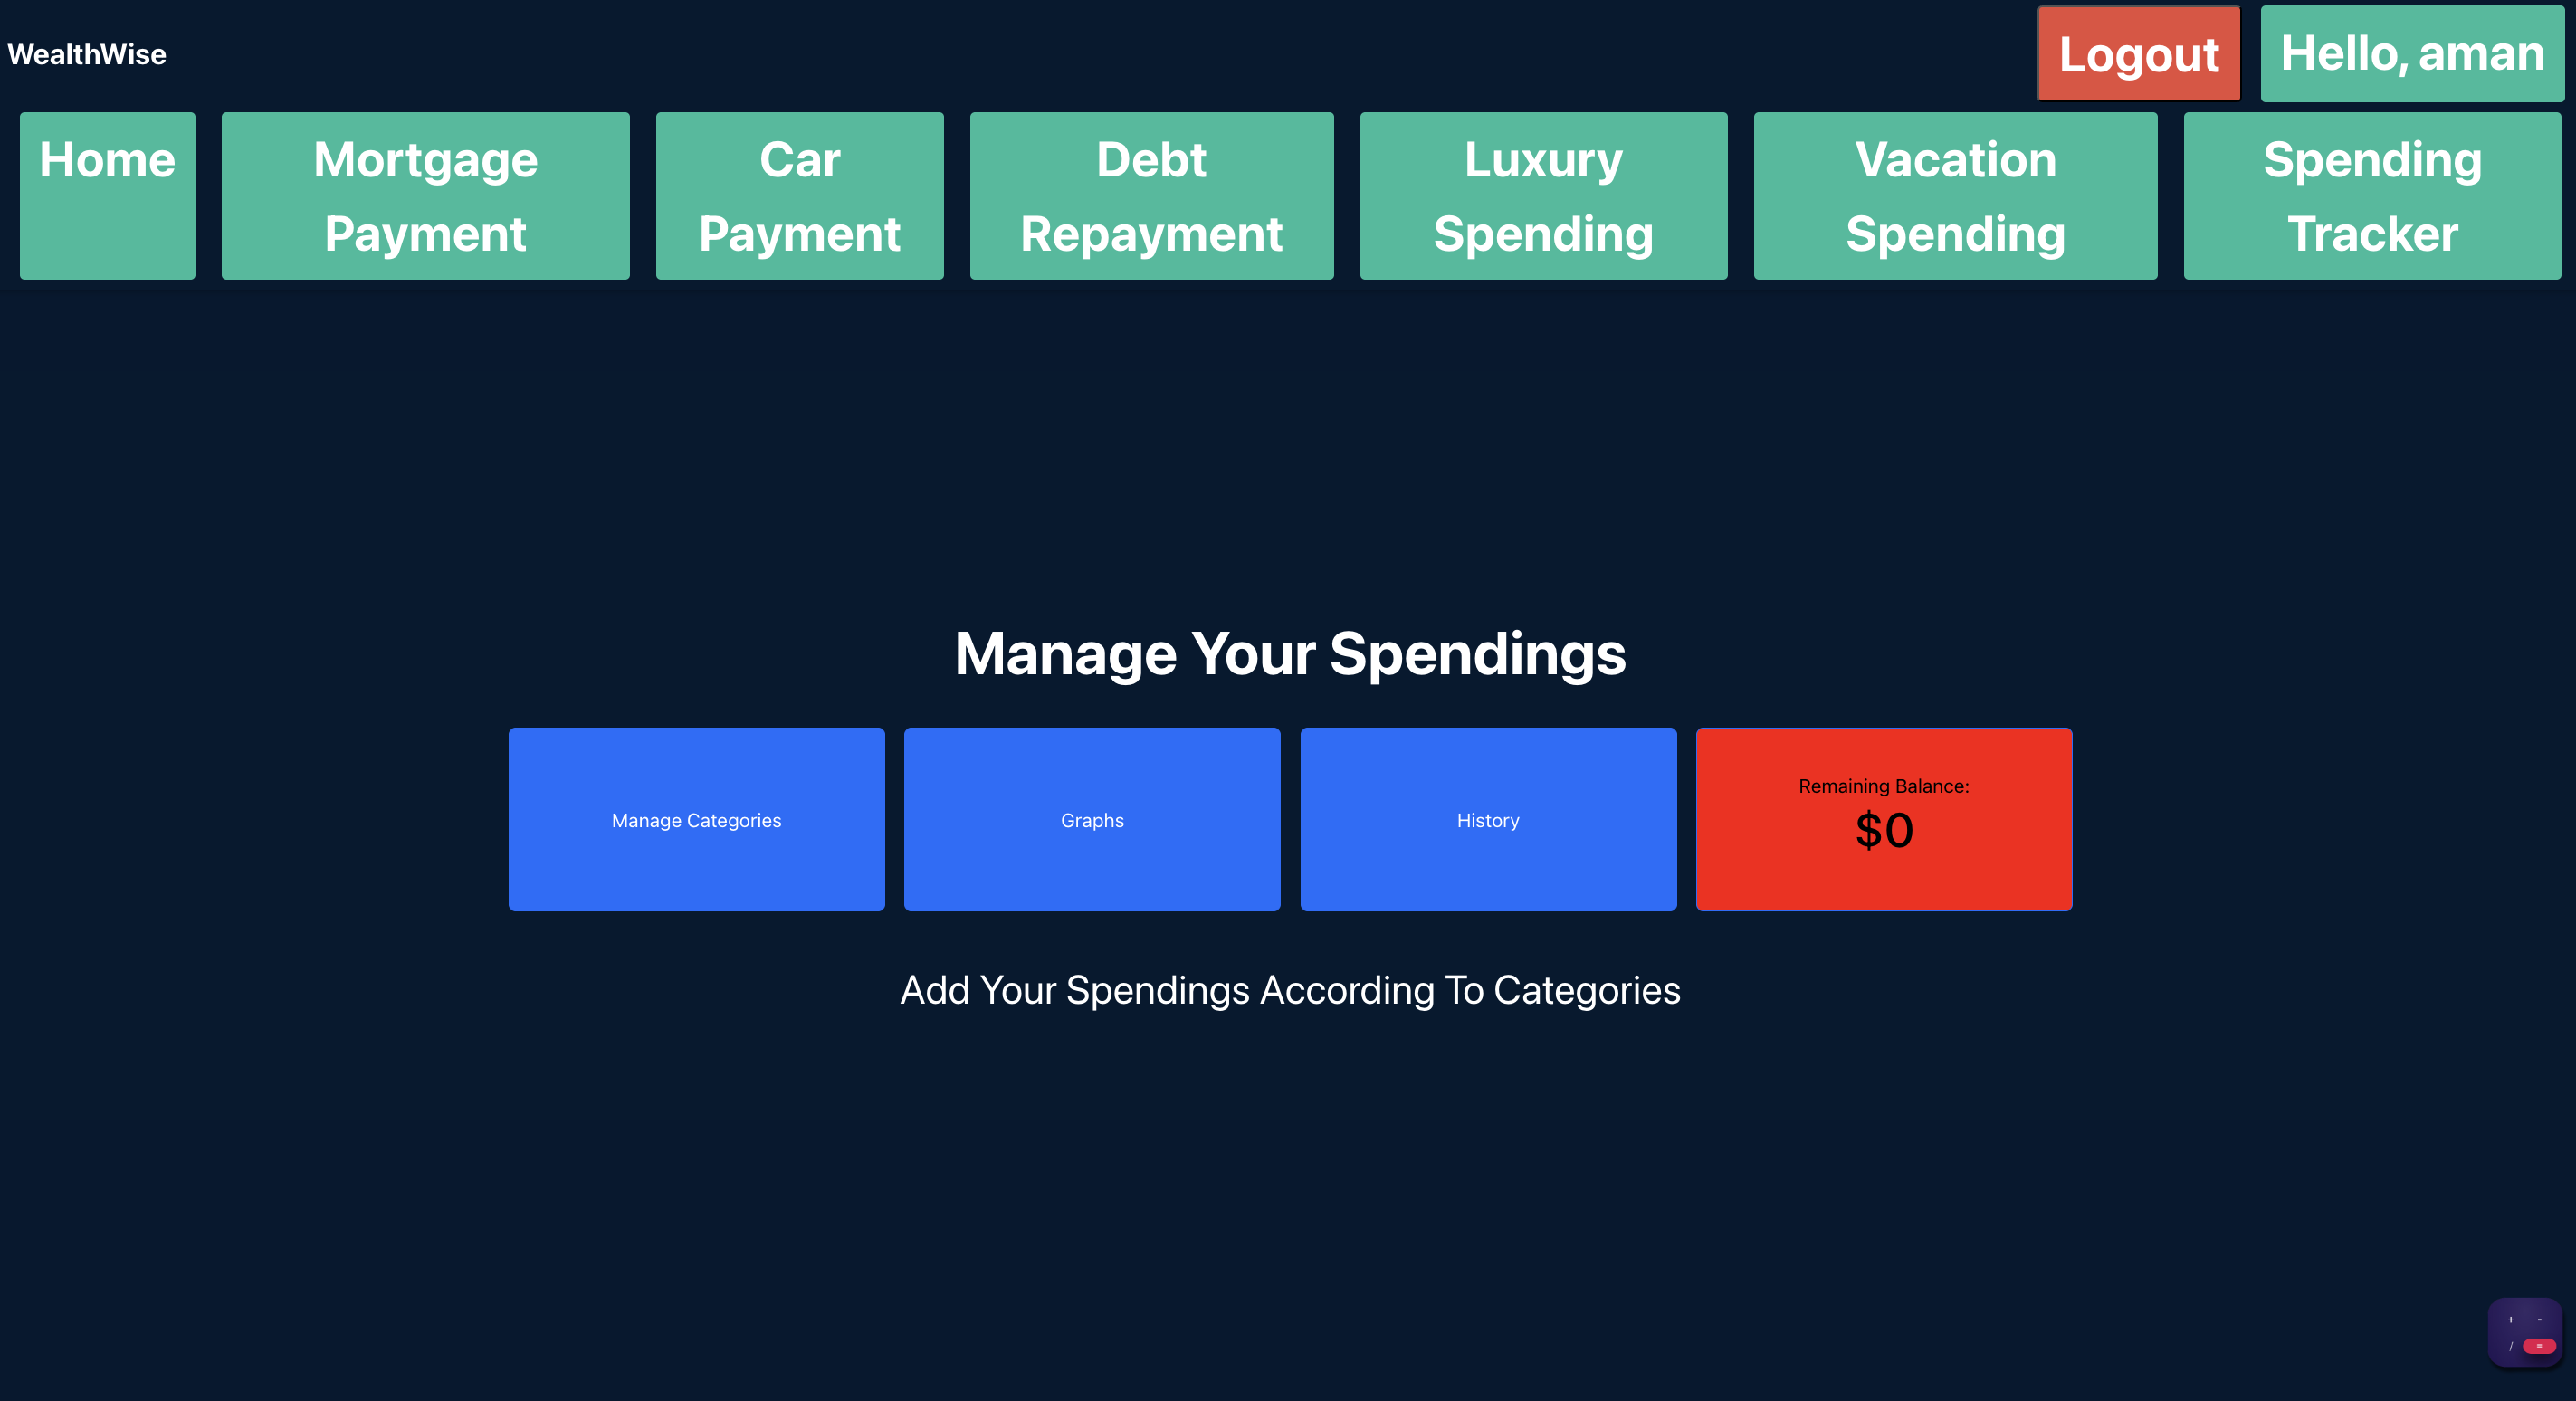 WealthWise
Logout
Hello, aman
Home
Mortgage
Payment
Car
Payment
Debt
Repayment
Luxury
Spending
Vacation
Spending
Spending
Tracker
Manage Your Spendings
Manage Categories
Graphs
History
Remaining Balance:
$0
Add Your Spendings According To Categories
+ -
/ =